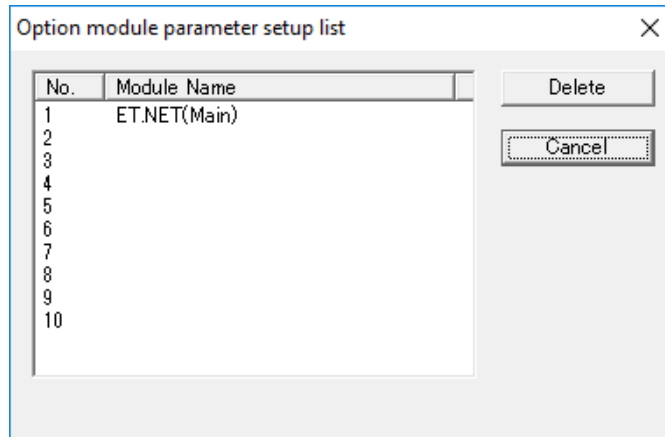 Option module parameter setup list
No. Module Name
Delete
1 ET.NET(Main)
2
Cancel
3
4
5
6
7
8
9
10